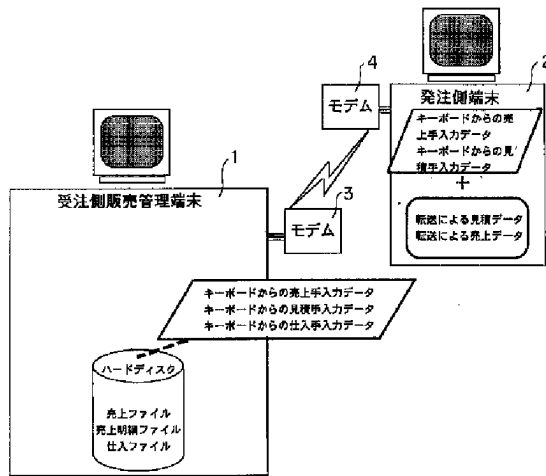 4
2
モデム
発注側端末
キーボードからの売
上手入力データ
キーボードからの見
積手入力データ
+
転送による見積データ
転送による売上データ
1
3
受注側販売管理端末
モデム
キーボードからの売上手入力データ
キーボードからの見積手入力データ
キーボードからの仕入手入力データ
ハードディスク
売上ファイル
売上明細ファイル
仕入ファイル